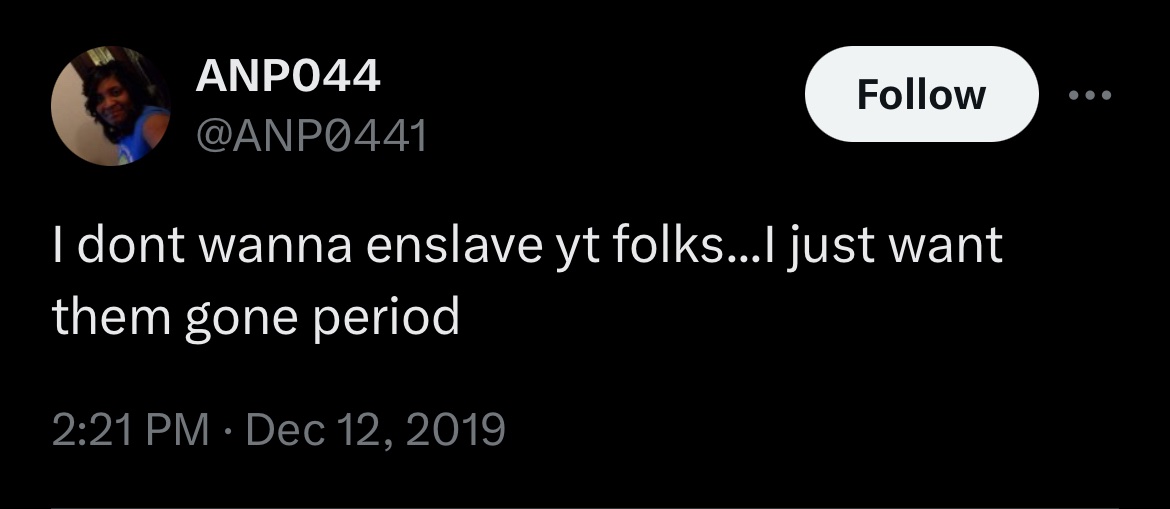 ANP044
Follow
@ANP0441
I dont wanna enslave yt folks...I just want
them gone period
2:21 PM · Dec 12, 2019